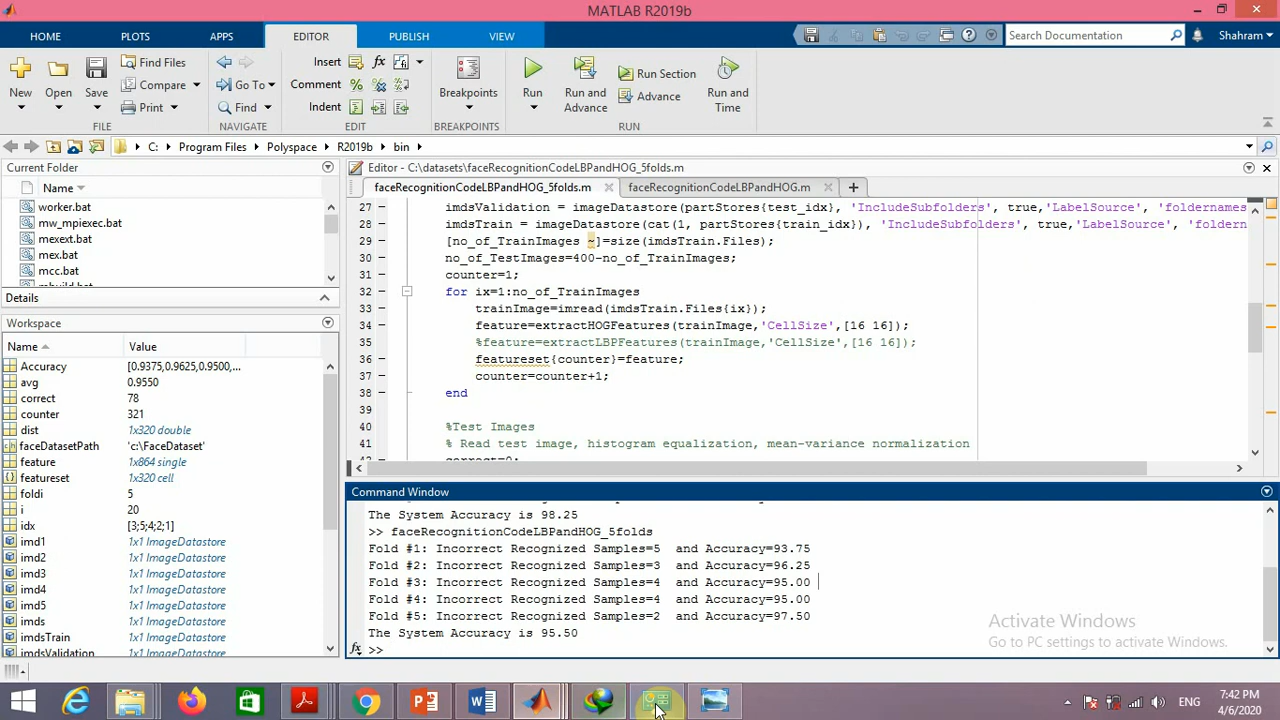 MATLAB R2019b
HOME PLOTS APPS EDITOR PUBLISH VIEW Search Documentation Shahram
New Open Save Find Files Compare Print
FILE
Go To Find
NAVIGATE
Insert fx
Comment
Indent
EDIT
Breakpoints
BREAKPOINTS
Run Run and Advance Run Section Advance Run and Time
RUN
C: Program Files Polyspace R2019b bin
Current Folder
Name
worker.bat
mw_mpiexec.bat
mexext.bat
mex.bat
mcc.bat
Details
Workspace
Name Value
Accuracy [0.9375,0.9625,0.9500,...
avg 0.9550
correct 78
counter 321
dist 1x320 double
faceDatasetPath 'c:\FaceDataset'
feature 1x864 single
featureset 1x320 cell
foldi 5
i 20
idx [3;5;4;2;1]
imd1 1x1 ImageDatastore
imd2 1x1 ImageDatastore
imd3 1x1 ImageDatastore
imd4 1x1 ImageDatastore
imd5 1x1 ImageDatastore
imds 1x1 ImageDatastore
imdsTrain 1x1 ImageDatastore
imdsValidation 1x1 ImageDatastore
Editor - C:\datasets\faceRecognitionCodeLBPandHOG_5folds.m
faceRecognitionCodeLBPandHOG_5folds.m faceRecognitionCodeLBPandHOG.m
27 imdsValidation = imageDatastore(partStores{test_idx}, 'IncludeSubfolders', true,'LabelSource', 'foldernames
28 imdsTrain = imageDatastore(cat(1, partStores{train_idx}), 'IncludeSubfolders', true,'LabelSource', 'foldern
29 [no_of_TrainImages ~]=size(imdsTrain.Files);
30 no_of_TestImages=400-no_of_TrainImages;
31 counter=1;
32 for ix=1:no_of_TrainImages
33 trainImage=imread(imdsTrain.Files{ix});
34 feature=extractHOGFeatures(trainImage,'CellSize',[16 16]);
35 %feature=extractLBPFeatures(trainImage,'CellSize',[16 16]);
36 featureset{counter}=feature;
37 counter=counter+1;
38 end
39
40 %Test Images
41 % Read test image, histogram equalization, mean-variance normalization
correct=0;
Command Window
The System Accuracy is 98.25
>> faceRecognitionCodeLBPandHOG_5folds
Fold #1: Incorrect Recognized Samples=5 and Accuracy=93.75
Fold #2: Incorrect Recognized Samples=3 and Accuracy=96.25
Fold #3: Incorrect Recognized Samples=4 and Accuracy=95.00
Fold #4: Incorrect Recognized Samples=4 and Accuracy=95.00
Fold #5: Incorrect Recognized Samples=2 and Accuracy=97.50
The System Accuracy is 95.50
fx >>
Activate Windows
Go to PC settings to activate Windows.
ENG
7:42 PM
4/6/2020